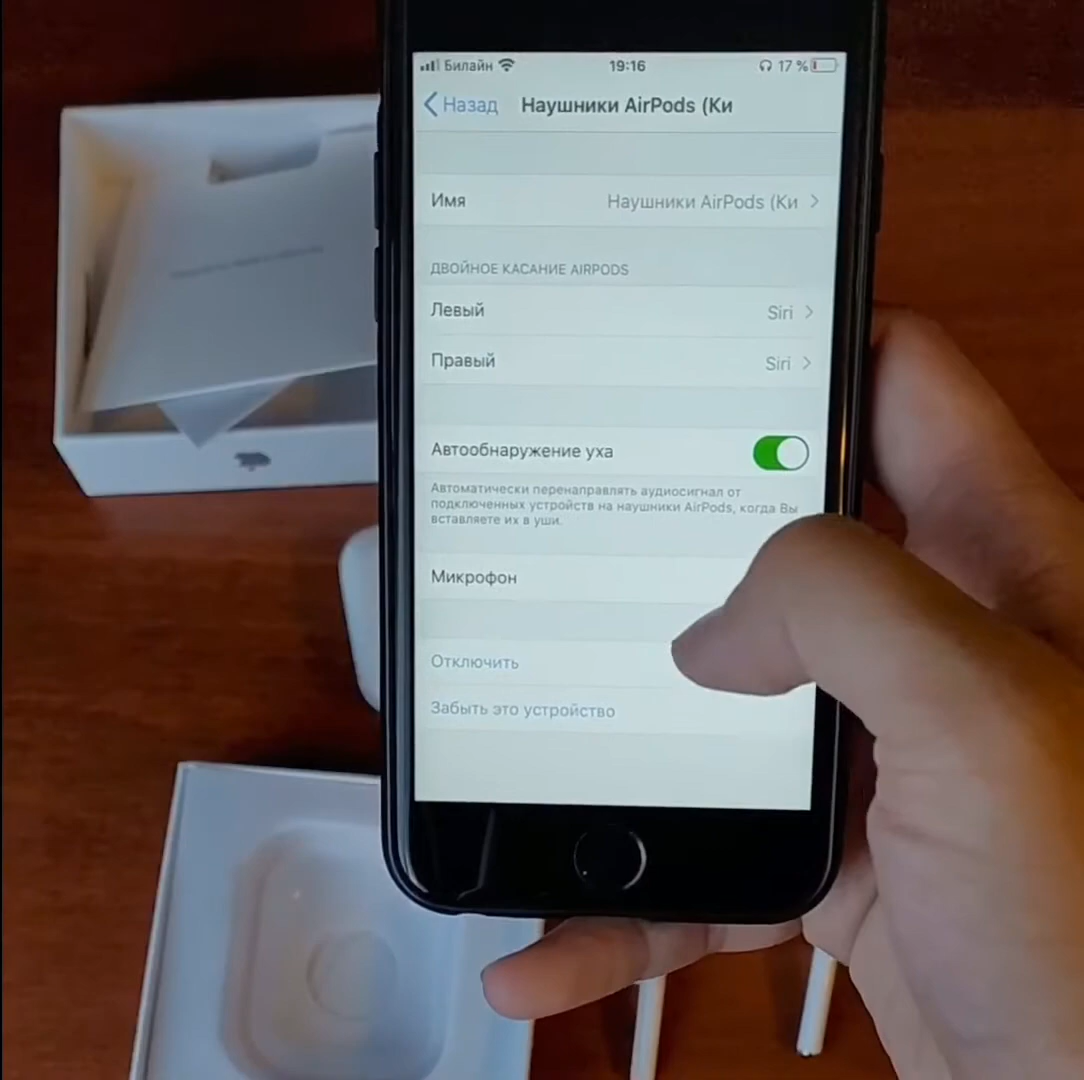 Билайн 19:16 17 %
Назад Наушники AirPods (Ки
Имя Наушники AirPods (Ки
ДВОЙНОЕ КАСАНИЕ AIRPODS
Левый Siri
Правый Siri
Автообнаружение уха
Автоматически перенаправлять аудиосигнал от
подключенных устройств на наушники AirPods, когда Вы
вставляете их в уши.
Микрофон
Отключить
Забыть это устройство